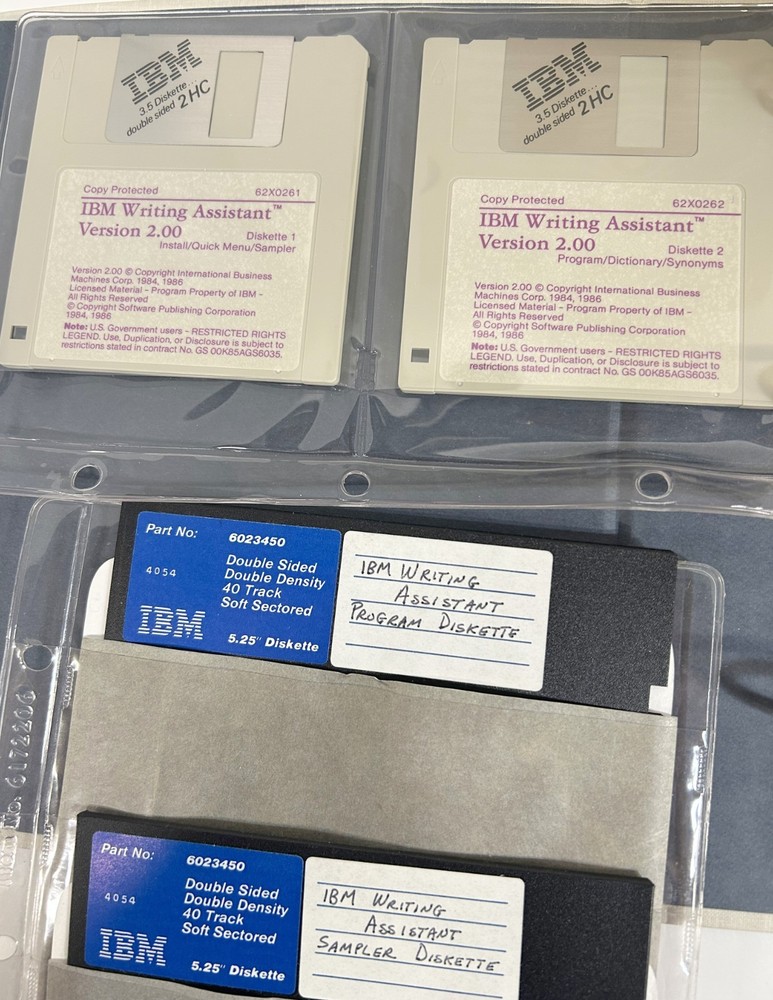 IBM
3.5 Diskette...
double sided 2HC
Copy Protected 62X0261
IBM Writing Assistant™
Version 2.00 Diskette 1
Install/Quick Menu/Sampler
Version 2.00 © Copyright International Business
Machines Corp. 1984, 1986
Licensed Material – Program Property of IBM –
All Rights Reserved
© Copyright Software Publishing Corporation
1984, 1986
Note: U.S. Government users – RESTRICTED RIGHTS
LEGEND. Use, Duplication, or Disclosure is subject to
restrictions stated in contract No. GS 00K85AGS6035.
IBM
3.5 Diskette...
double sided 2HC
Copy Protected 62X0262
IBM Writing Assistant™
Version 2.00 Diskette 2
Program/Dictionary/Synonyms
Version 2.00 © Copyright International Business
Machines Corp. 1984, 1986
Licensed Material – Program Property of IBM –
All Rights Reserved
© Copyright Software Publishing Corporation
1984, 1986
Note: U.S. Government users – RESTRICTED RIGHTS
LEGEND. Use, Duplication, or Disclosure is subject to
restrictions stated in contract No. GS 00K85AGS6035.
Part No: 6023450
4054
Double Sided
Double Density
40 Track
Soft Sectored
IBM
5.25" Diskette
IBM WRITING
ASSISTANT
PROGRAM DISKETTE
No. 6172206
Part No: 6023450
4054
Double Sided
Double Density
40 Track
Soft Sectored
IBM
5.25" Diskette
IBM WRITING
ASSISTANT
SAMPLER DISKETTE